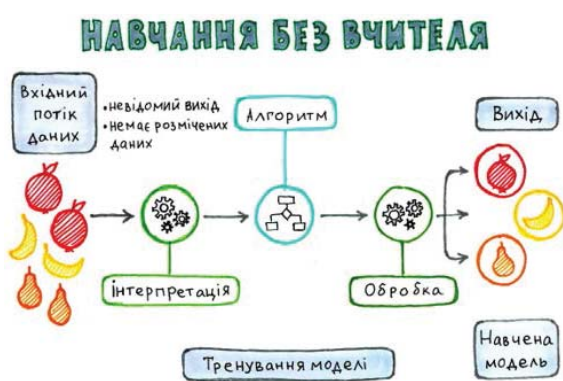 НАВЧАННЯ БЕЗ ВЧИТЕЛЯ
Вхідний
потік
даних
•невідомий вихід
•немає розмічених
даних
Алгоритм
Вихід
інтерпретація
Обробка
Тренування моделі
Навчена
модель